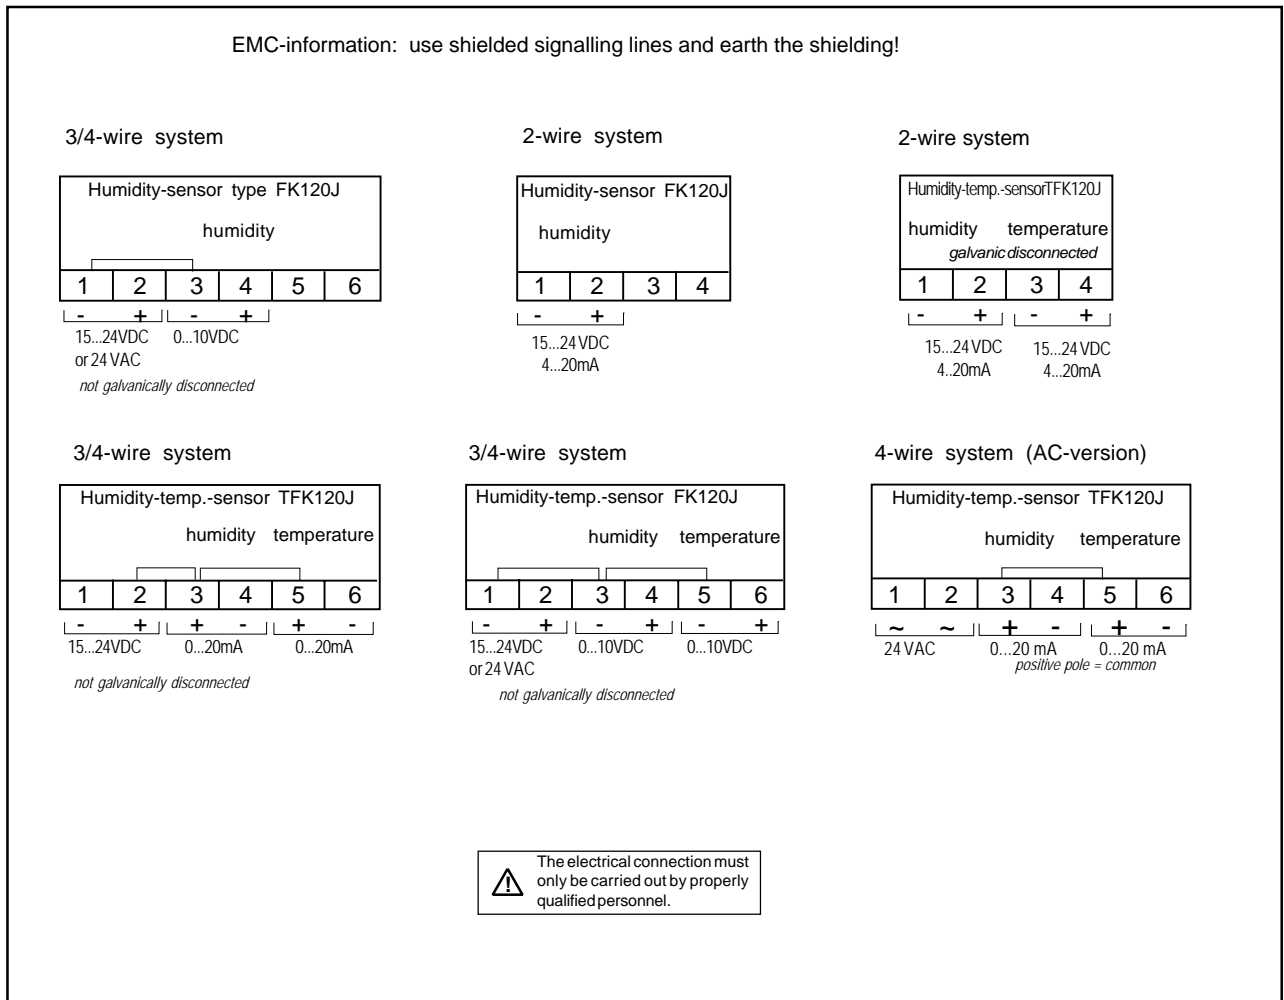 EMC-information: use shielded signalling lines and earth the shielding!
3/4-wire system
Humidity-sensor type FK120J
humidity
1 2 3 4 5 6
- + - +
15...24VDC 0...10VDC
or 24 VAC
not galvanically disconnected
2-wire system
Humidity-sensor FK120J
humidity
1 2 3 4
- +
15...24 VDC
4...20mA
2-wire system
Humidity-temp.-sensorTFK120J
humidity temperature
galvanic disconnected
1 2 3 4
- + - +
15...24 VDC 15...24 VDC
4..20mA 4...20mA
3/4-wire system
Humidity-temp.-sensor TFK120J
humidity temperature
1 2 3 4 5 6
- + + - + -
15...24VDC 0...20mA 0...20mA
not galvanically disconnected
3/4-wire system
Humidity-temp.-sensor FK120J
humidity temperature
1 2 3 4 5 6
- + - + - +
15...24VDC 0...10VDC 0...10VDC
or 24 VAC
not galvanically disconnected
4-wire system (AC-version)
Humidity-temp.-sensor TFK120J
humidity temperature
1 2 3 4 5 6
~ ~ + - + -
24 VAC 0...20 mA 0...20 mA
positive pole = common
The electrical connection must
only be carried out by properly
qualified personnel.